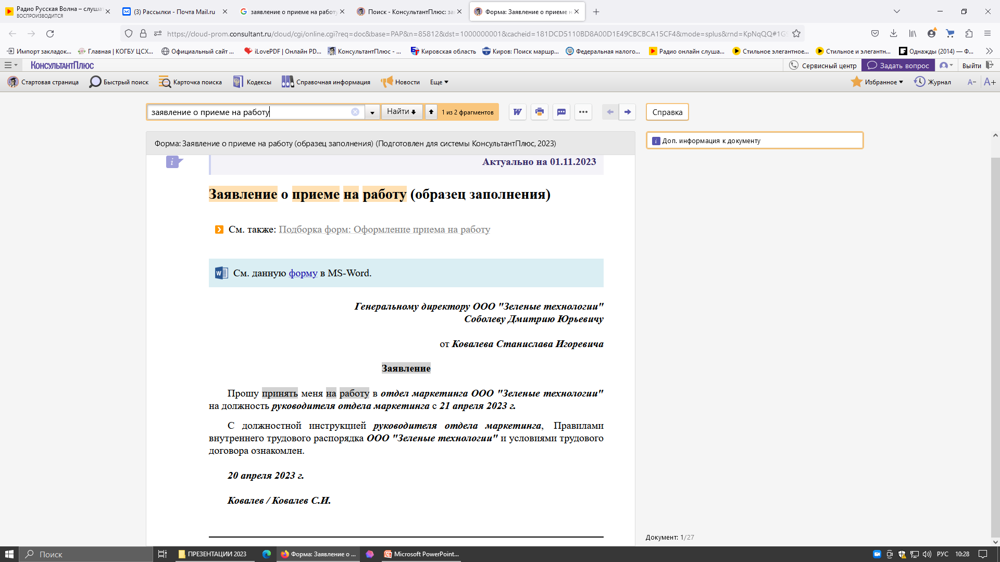 Радио Русская Волна – слуша
ВОСПРОИЗВОДИТСЯ
(3) Рассылки - Почта Mail.ru
заявление о приеме на работу
Поиск - КонсультантПлюс: за
Форма: Заявление о приеме н
https://cloud-prom.consultant.ru/cloud/cgi/online.cgi?req=doc&base=PAP&n=85812&dst=1000000001&cacheid=181DCD5110BD8A00D1E49CBCBCA15CF4&mode=splus&rnd=KpNqQQ#1G
Импорт закладок...
Главная | КОГБУ ЦСХ...
Официальный сайт ...
iLovePDF | Онлайн PD...
КонсультантПлюс - ...
Кировская область
Киров: Поиск маршр...
Федеральная налого...
Радио онлайн слуша...
Стильное элегантное...
Стильное и элегантн...
Однажды (2014) — Ф...
КонсультантПлюс
Сервисный центр
Задать вопрос
Выйти
Стартовая страница
Быстрый поиск
Карточка поиска
Кодексы
Справочная информация
Новости
Еще
Избранное
Журнал
А−
А+
заявление о приеме на работу
Найти
1 из 2 фрагментов
W
Справка
Форма: Заявление о приеме на работу (образец заполнения) (Подготовлен для системы КонсультантПлюс, 2023)
i Доп. информация к документу
i
Актуально на 01.11.2023
Заявление о приеме на работу (образец заполнения)
См. также: Подборка форм: Оформление приема на работу
W См. данную форму в MS-Word.
Генеральному директору ООО "Зеленые технологии"
Соболеву Дмитрию Юрьевичу
от Ковалева Станислава Игоревича
Заявление
Прошу принять меня на работу в отдел маркетинга ООО "Зеленые технологии"
на должность руководителя отдела маркетинга с 21 апреля 2023 г.
С должностной инструкцией руководителя отдела маркетинга, Правилами
внутреннего трудового распорядка ООО "Зеленые технологии" и условиями трудового
договора ознакомлен.
20 апреля 2023 г.
Ковалев / Ковалев С.И.
Документ: 1/27
Поиск
ПРЕЗЕНТАЦИИ 2023
Форма: Заявление о ...
Microsoft PowerPoint...
РУС
10:28